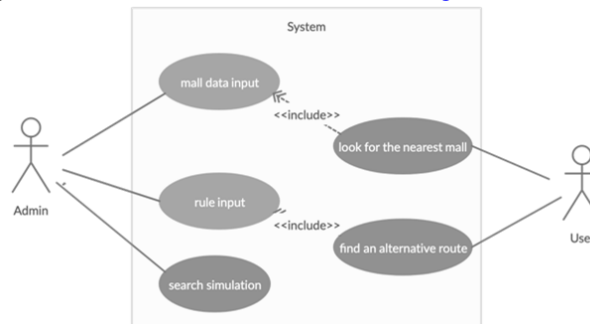 System
mall data input
<<include>>
look for the nearest mall
Admin
rule input
<<include>>
find an alternative route
Use
search simulation